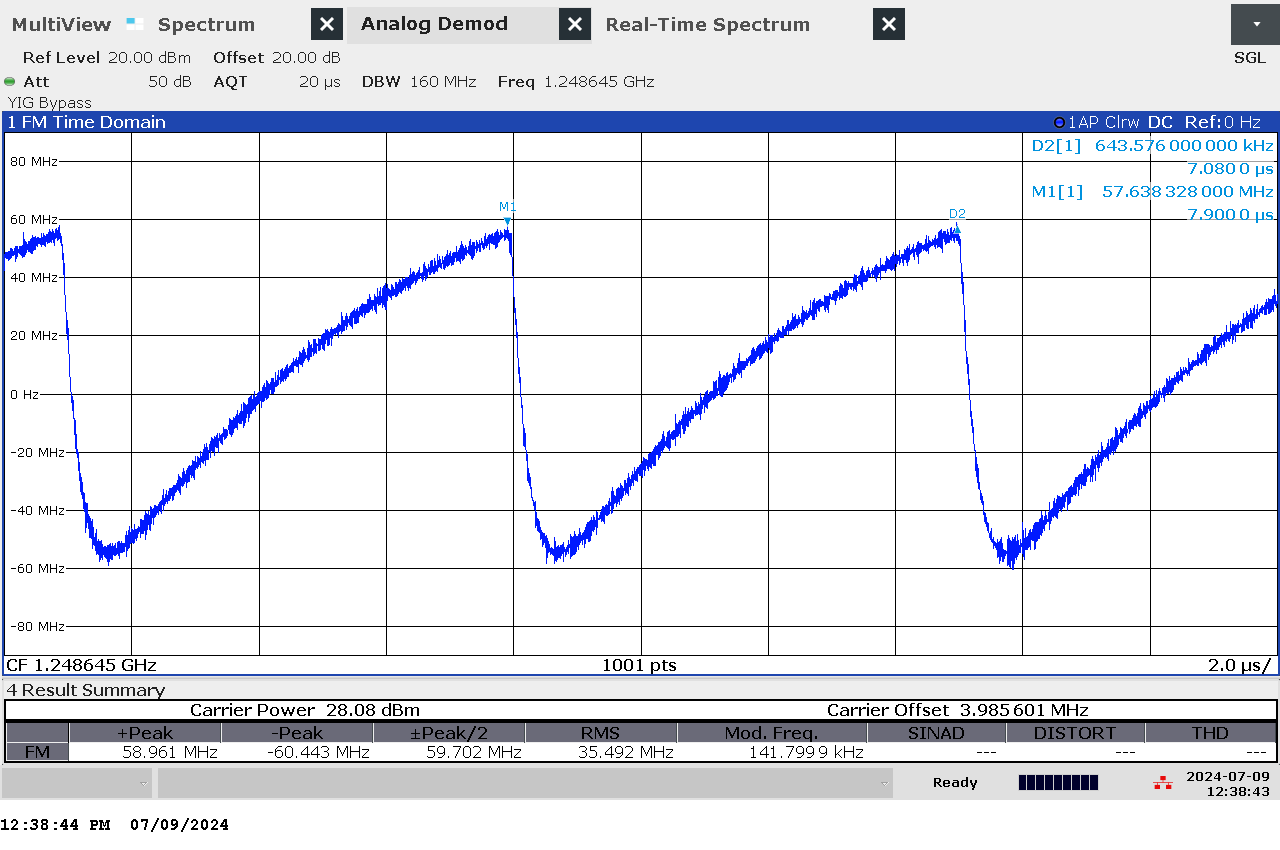 MultiView Spectrum Analog Demod Real-Time Spectrum
SGL
Ref Level 20.00 dBm Offset 20.00 dB
Att 50 dB AQT 20 µs DBW 160 MHz Freq 1.248645 GHz
YIG Bypass
1 FM Time Domain 1AP Clrw DC Ref:0 Hz
D2[1] 643.576 000 000 kHz
7.080 0 µs
M1[1] 57.638 328 000 MHz
7.900 0 µs
80 MHz
60 MHz
40 MHz
20 MHz
0 Hz
-20 MHz
-40 MHz
-60 MHz
-80 MHz
M1
D2
CF 1.248645 GHz 1001 pts 2.0 µs/
4 Result Summary
Carrier Power 28.08 dBm Carrier Offset 3.985 601 MHz
+Peak -Peak ±Peak/2 RMS Mod. Freq. SINAD DISTORT THD
FM 58.961 MHz -60.443 MHz 59.702 MHz 35.492 MHz 141.799 9 kHz --- --- ---
Ready 2024-07-09
12:38:43
12:38:44 PM 07/09/2024